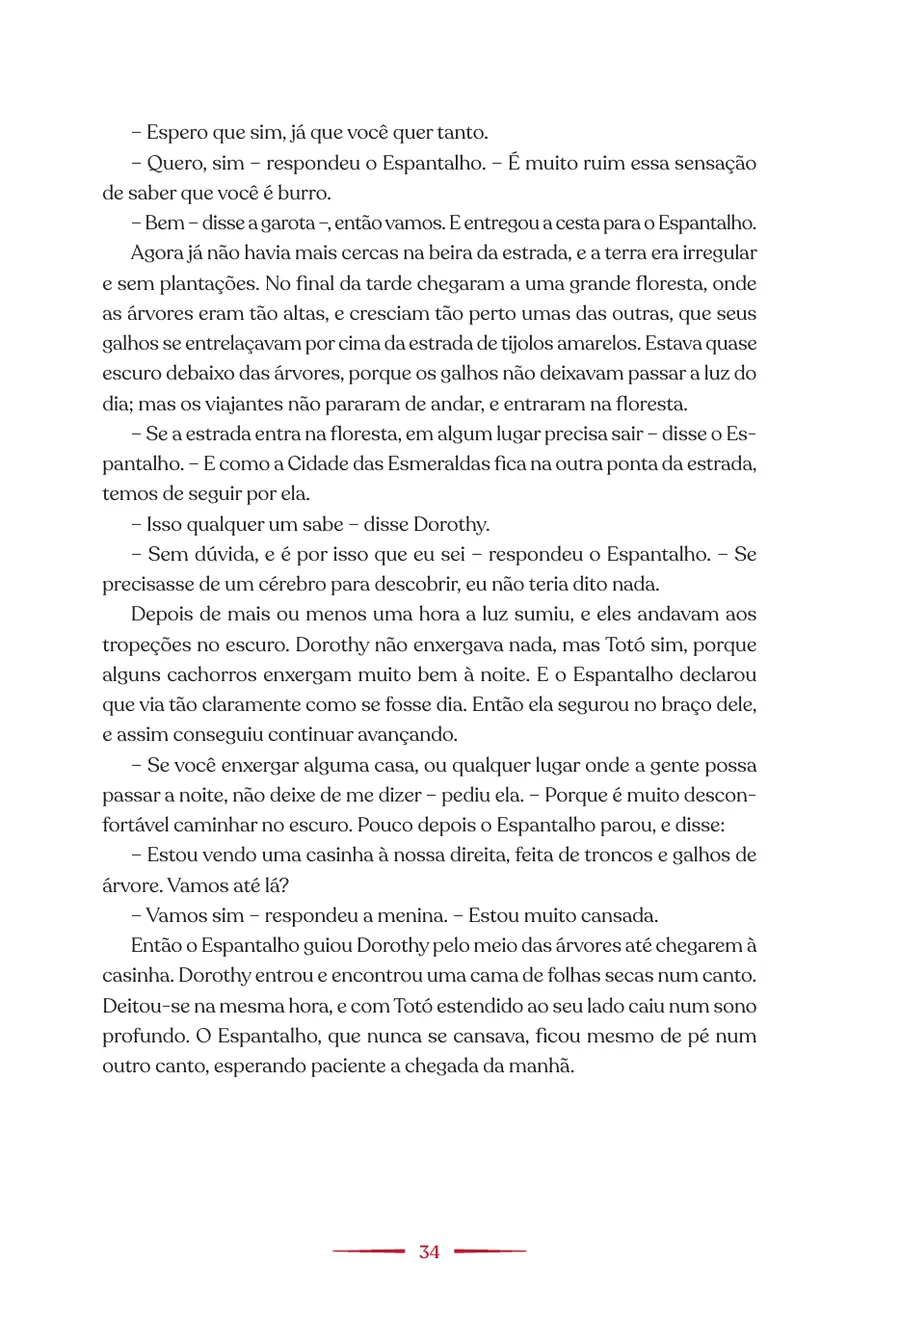 – Espero que sim, já que você quer tanto.
– Quero, sim – respondeu o Espantalho. – É muito ruim essa sensação
de saber que você é burro.
– Bem – disse a garota –, então vamos. E entregou a cesta para o Espantalho.
Agora já não havia mais cercas na beira da estrada, e a terra era irregular
e sem plantações. No final da tarde chegaram a uma grande floresta, onde
as árvores eram tão altas, e cresciam tão perto umas das outras, que seus
galhos se entrelaçavam por cima da estrada de tijolos amarelos. Estava quase
escuro debaixo das árvores, porque os galhos não deixavam passar a luz do
dia; mas os viajantes não pararam de andar, e entraram na floresta.
– Se a estrada entra na floresta, em algum lugar precisa sair – disse o Es-
pantalho. – E como a Cidade das Esmeraldas fica na outra ponta da estrada,
temos de seguir por ela.
– Isso qualquer um sabe – disse Dorothy.
– Sem dúvida, e é por isso que eu sei – respondeu o Espantalho. – Se
precisasse de um cérebro para descobrir, eu não teria dito nada.
Depois de mais ou menos uma hora a luz sumiu, e eles andavam aos
tropeções no escuro. Dorothy não enxergava nada, mas Totó sim, porque
alguns cachorros enxergam muito bem à noite. E o Espantalho declarou
que via tão claramente como se fosse dia. Então ela segurou no braço dele,
e assim conseguiu continuar avançando.
– Se você enxergar alguma casa, ou qualquer lugar onde a gente possa
passar a noite, não deixe de me dizer – pediu ela. – Porque é muito descon-
fortável caminhar no escuro. Pouco depois o Espantalho parou, e disse:
– Estou vendo uma casinha à nossa direita, feita de troncos e galhos de
árvore. Vamos até lá?
– Vamos sim – respondeu a menina. – Estou muito cansada.
Então o Espantalho guiou Dorothy pelo meio das árvores até chegarem à
casinha. Dorothy entrou e encontrou uma cama de folhas secas num canto.
Deitou-se na mesma hora, e com Totó estendido ao seu lado caiu num sono
profundo. O Espantalho, que nunca se cansava, ficou mesmo de pé num
outro canto, esperando paciente a chegada da manhã.
34